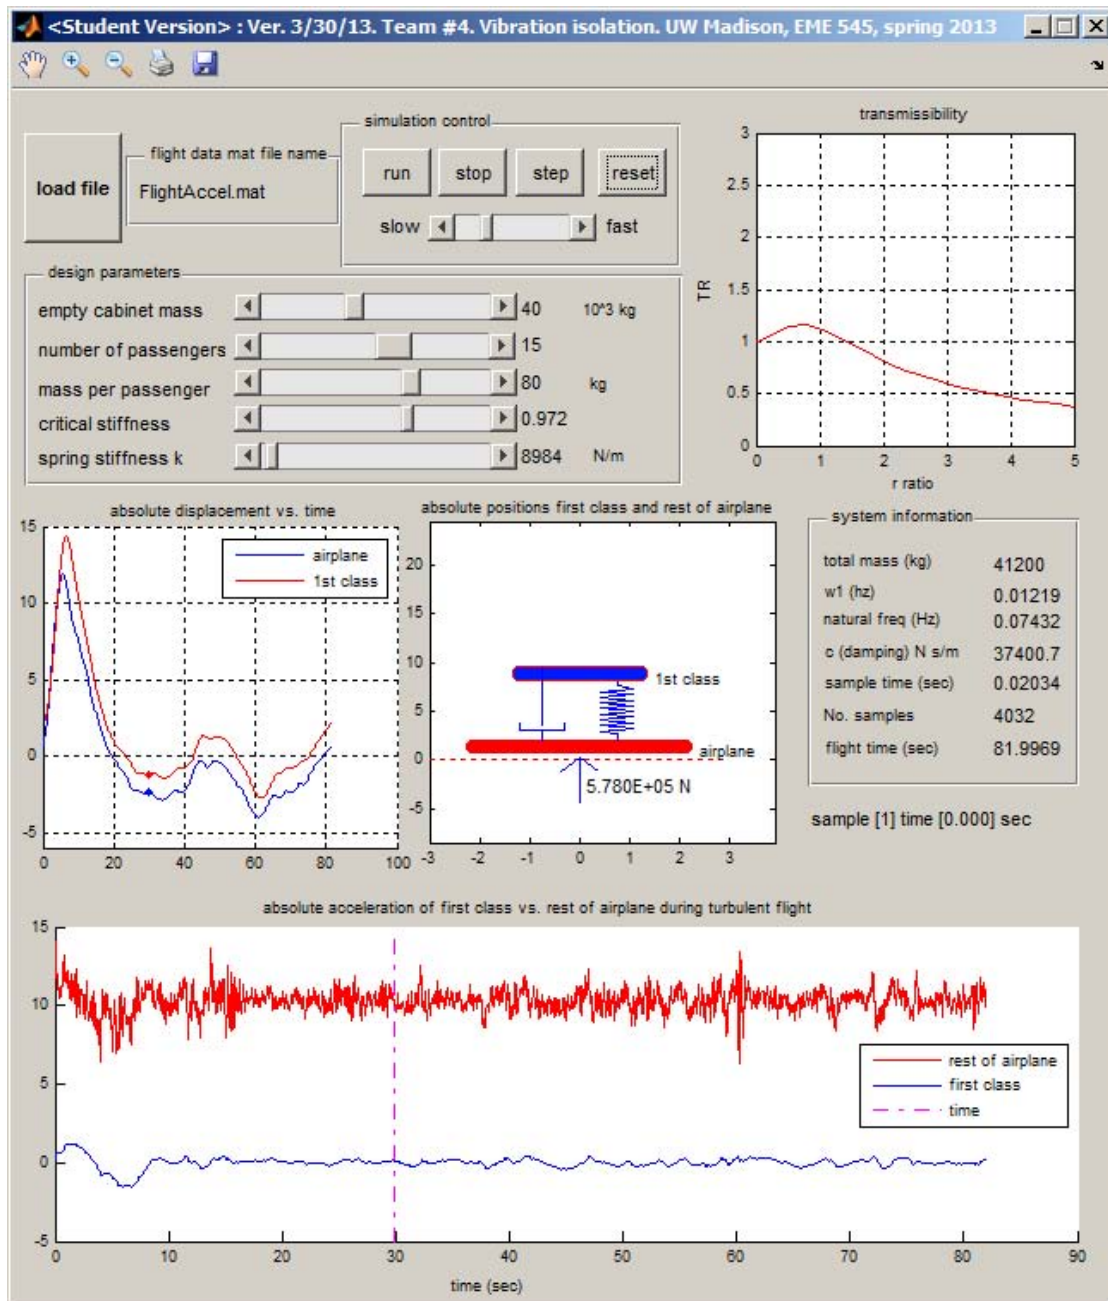 <Student Version> : Ver. 3/30/13. Team #4. Vibration isolation. UW Madison, EME 545, spring 2013
load file
flight data mat file name
FlightAccel.mat
simulation control
run stop step reset
slow fast
design parameters
empty cabinet mass 40 10^3 kg
number of passengers 15
mass per passenger 80 kg
critical stiffness 0.972
spring stiffness k 8984 N/m
transmissibility
TR
3
2.5
2
1.5
1
0.5
0
0 1 2 3 4 5
r ratio
absolute displacement vs. time
15
10
5
0
-5
0 20 40 60 80 100
airplane
1st class
absolute positions first class and rest of airplane
20
15
10
5
0
-5
-3 -2 -1 0 1 2 3
1st class
airplane
5.780E+05 N
system information
total mass (kg) 41200
w1 (hz) 0.01219
natural freq (Hz) 0.07432
c (damping) N s/m 37400.7
sample time (sec) 0.02034
No. samples 4032
flight time (sec) 81.9969
sample [1] time [0.000] sec
absolute acceleration of first class vs. rest of airplane during turbulent flight
15
10
5
0
-5
0 10 20 30 40 50 60 70 80 90
rest of airplane
first class
time
time (sec)